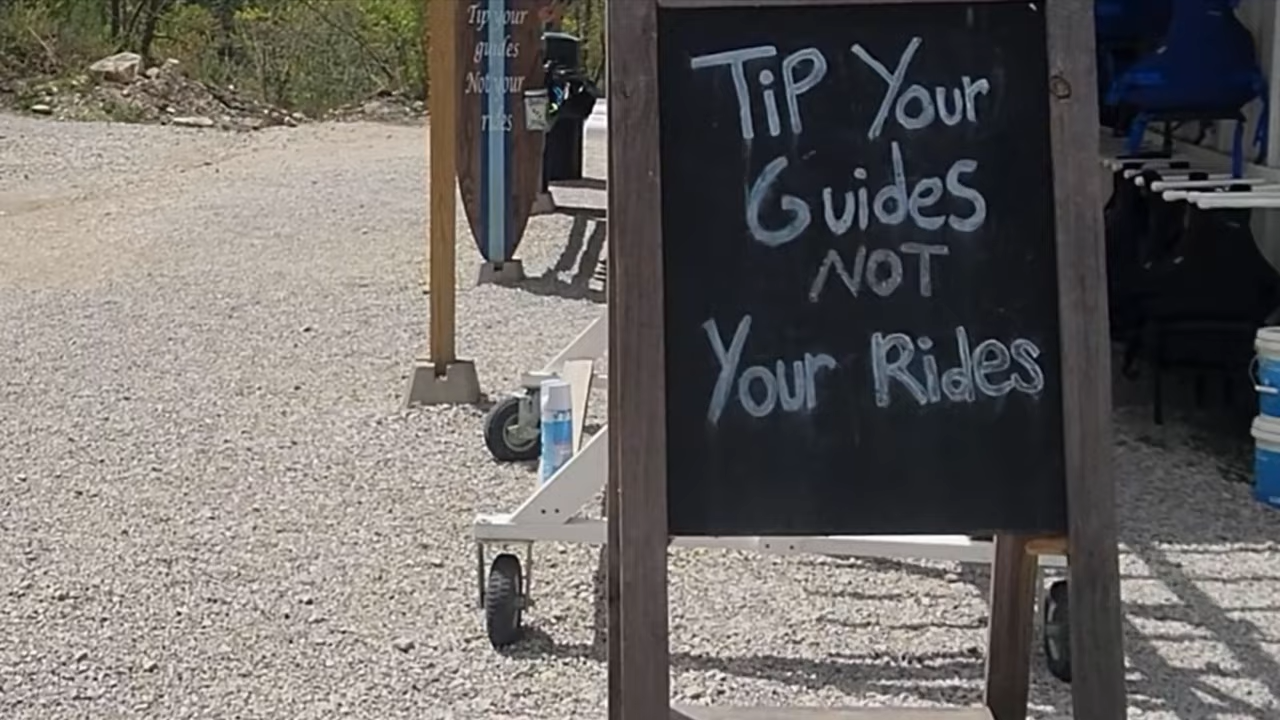 Tip your
guides
Not your
rides
TiP Your
Guides
NOT
Your Rides